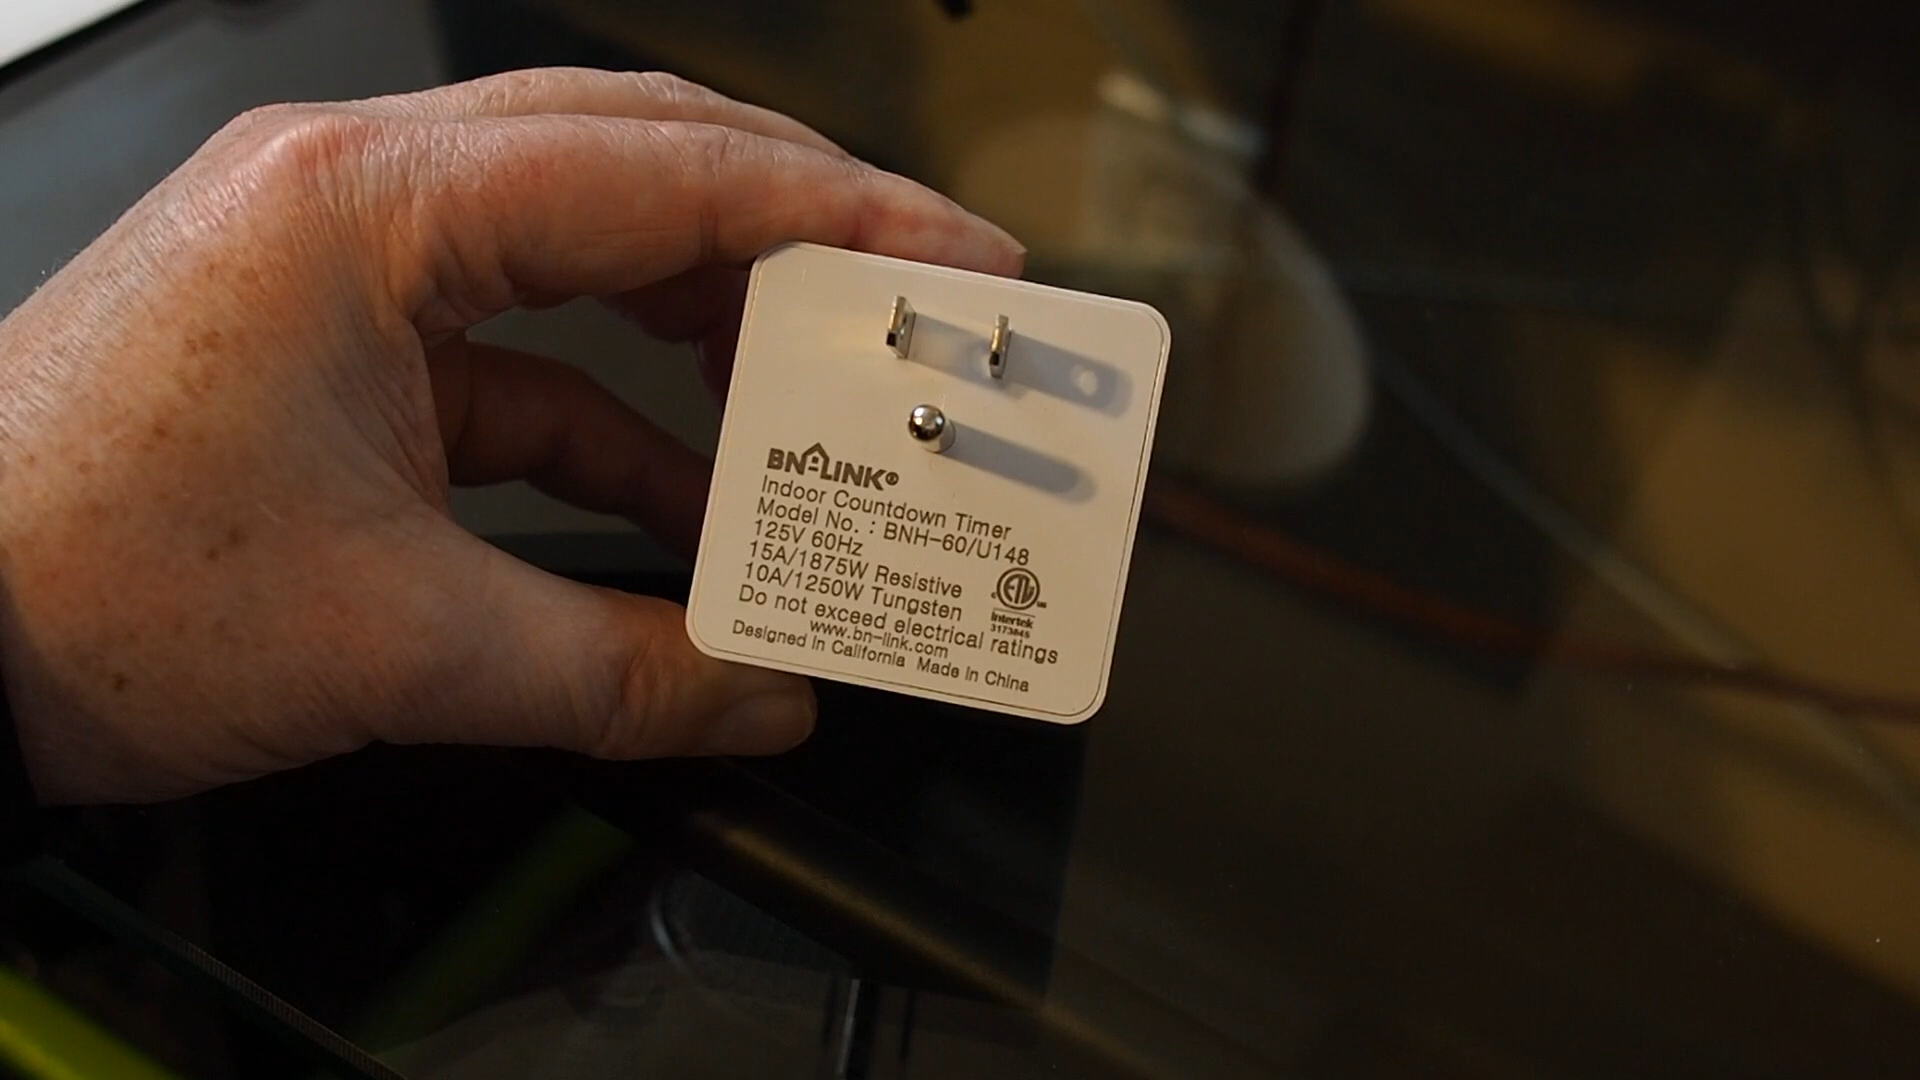 BN-LINK®
Indoor Countdown Timer
Model No. : BNH-60/U148
125V 60Hz
15A/1875W Resistive
10A/1250W Tungsten
Do not exceed electrical ratings
www.bn-link.com
Designed in California Made in China
ETL
Intertek
3173845